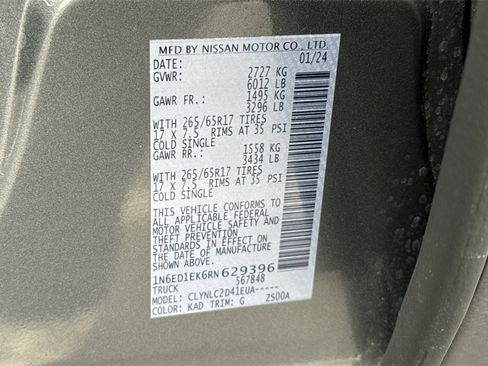 MFD BY NISSAN MOTOR CO., LTD.
DATE: 01/24
GVWR: 2727 KG
6012 LB
GAWR FR.: 1495 KG
3296 LB
WITH 265/65R17 TIRES
17 X 7.5 RIMS AT 35 PSI
COLD SINGLE
GAWR RR.: 1558 KG
3434 LB
WITH 265/65R17 TIRES
17 X 7.5 RIMS AT 35 PSI
COLD SINGLE
THIS VEHICLE CONFORMS TO
ALL APPLICABLE FEDERAL
MOTOR VEHICLE SAFETY AND
THEFT PREVENTION
STANDARDS IN EFFECT ON
THE DATE OF MANUFACTURE
SHOWN ABOVE
1N6ED1EK6RN629396
TRUCK 567848
MODEL: CLYNLC2D41EUA-----
COLOR: KAD TRIM: G ZS00A